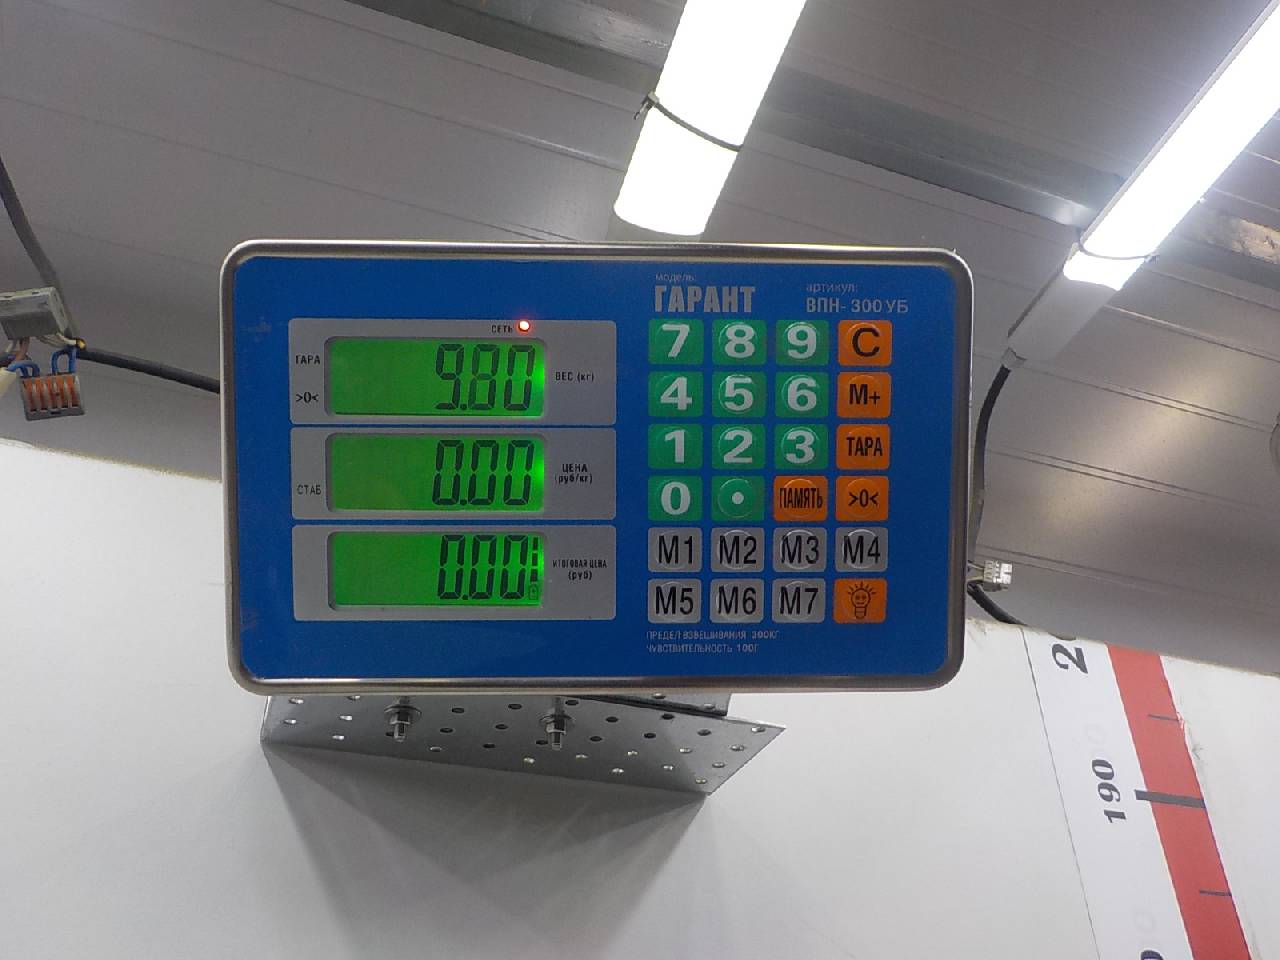 модель:
ГАРАНТ
артикул:
ВПН- 300 УБ
СЕТЬ
ТАРА
>0<
9.80
ВЕС (кг)
СТАБ
0.00
ЦЕНА
(руб/кг)
0.00
ИТОГОВАЯ ЦЕНА
(руб)
7 8 9 C
4 5 6 M+
1 2 3 ТАРА
0 • ПАМЯТЬ >0<
M1 M2 M3 M4
M5 M6 M7
ПРЕДЕЛ ВЗВЕШИВАНИЯ 300КГ
ЧУВСТВИТЕЛЬНОСТЬ 100Г
190